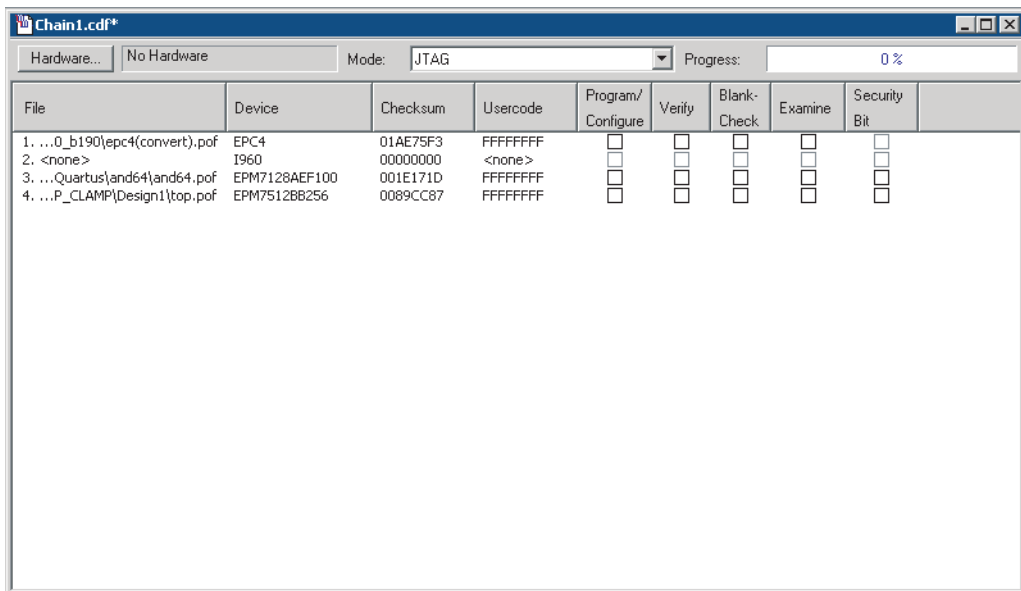 Chain1.cdf*
Hardware... No Hardware Mode: JTAG Progress: 0 %
File Device Checksum Usercode Program/ Configure Verify Blank- Check Examine Security Bit
1. ...0_b190\epc4(convert).pof EPC4 01AE75F3 FFFFFFFF
2. <none> I960 00000000 <none>
3. ...Quartus\and64\and64.pof EPM7128AEF100 001E171D FFFFFFFF
4. ...P_CLAMP\Design1\top.pof EPM7512BB256 0089CC87 FFFFFFFF